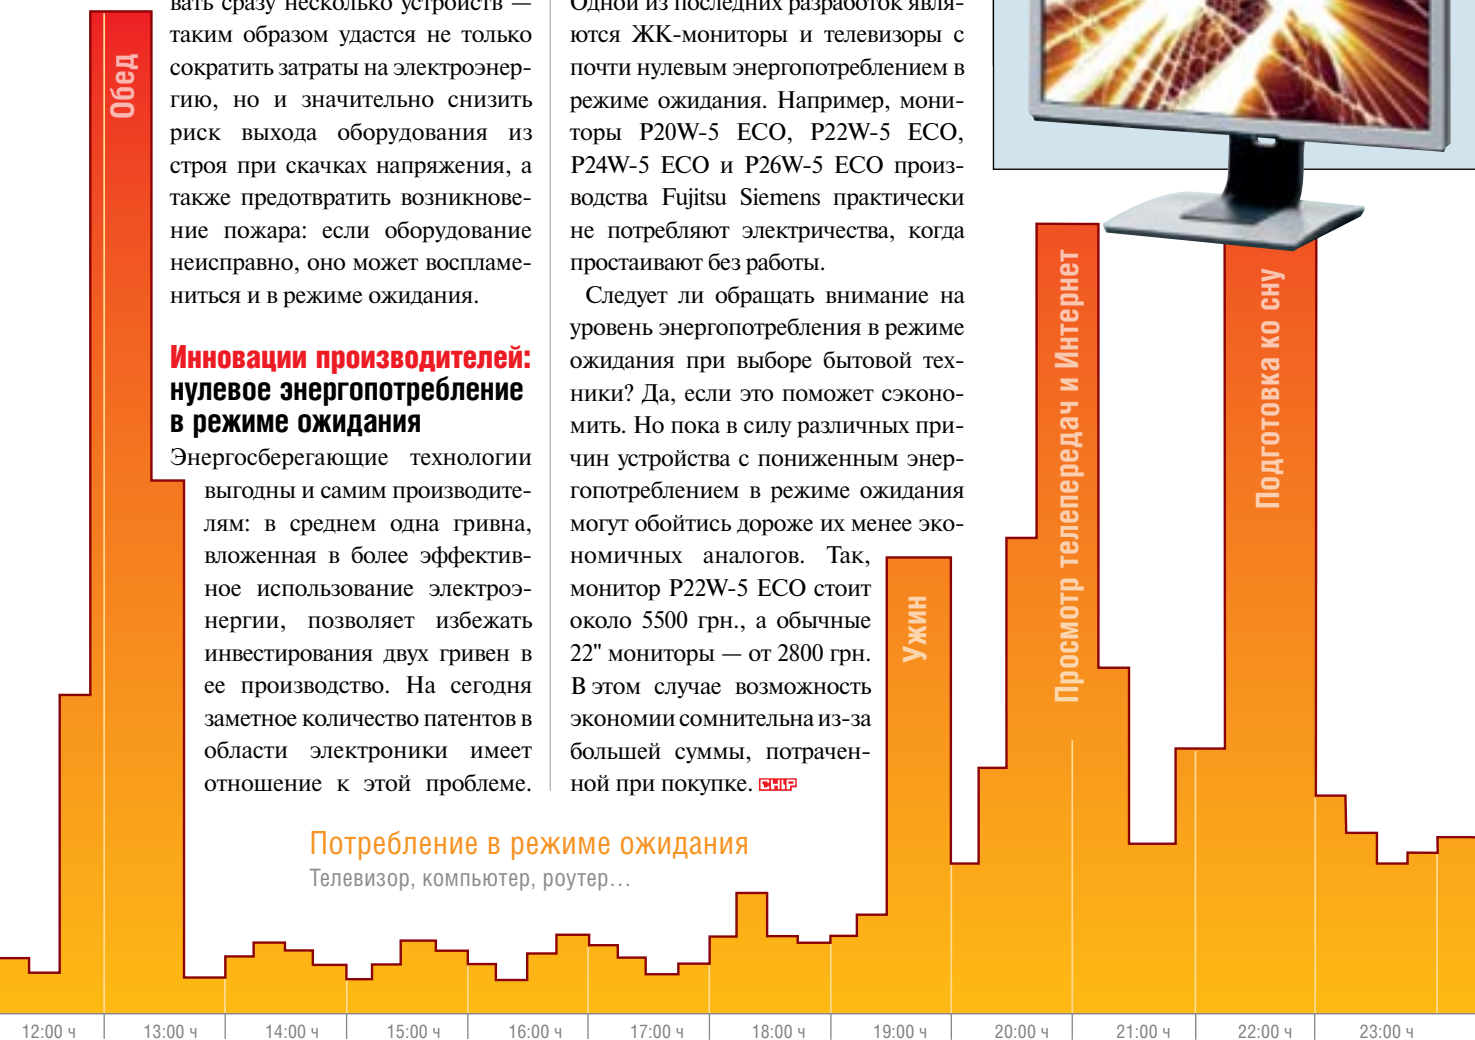 вать сразу несколько устройств —
таким образом удастся не только
сократить затраты на электроэнер-
гию, но и значительно снизить
риск выхода оборудования из
строя при скачках напряжения, а
также предотвратить возникнове-
ние пожара: если оборудование
неисправно, оно может воспламе-
ниться и в режиме ожидания.
Инновации производителей:
нулевое энергопотребление
в режиме ожидания
Энергосберегающие технологии
выгодны и самим производите-
лям: в среднем одна гривна,
вложенная в более эффектив-
ное использование электроэ-
нергии, позволяет избежать
инвестирования двух гривен в
ее производство. На сегодня
заметное количество патентов в
области электроники имеет
отношение к этой проблеме.
Одной из последних разработок явля-
ются ЖК-мониторы и телевизоры с
почти нулевым энергопотреблением в
режиме ожидания. Например, мони-
торы P20W-5 ECO, P22W-5 ECO,
P24W-5 ECO и P26W-5 ECO произ-
водства Fujitsu Siemens практически
не потребляют электричества, когда
простаивают без работы.
Следует ли обращать внимание на
уровень энергопотребления в режиме
ожидания при выборе бытовой тех-
ники? Да, если это поможет сэконо-
мить. Но пока в силу различных при-
чин устройства с пониженным энер-
гопотреблением в режиме ожидания
могут обойтись дороже их менее эко-
номичных аналогов. Так,
монитор P22W-5 ECO стоит
около 5500 грн., а обычные
22" мониторы — от 2800 грн.
В этом случае возможность
экономии сомнительна из-за
большей суммы, потрачен-
ной при покупке. CHIP
Обед
Ужин
Просмотр телепередач и Интернет
Подготовка ко сну
Потребление в режиме ожидания
Телевизор, компьютер, роутер...
12:00 ч 13:00 ч 14:00 ч 15:00 ч 16:00 ч 17:00 ч 18:00 ч 19:00 ч 20:00 ч 21:00 ч 22:00 ч 23:00 ч